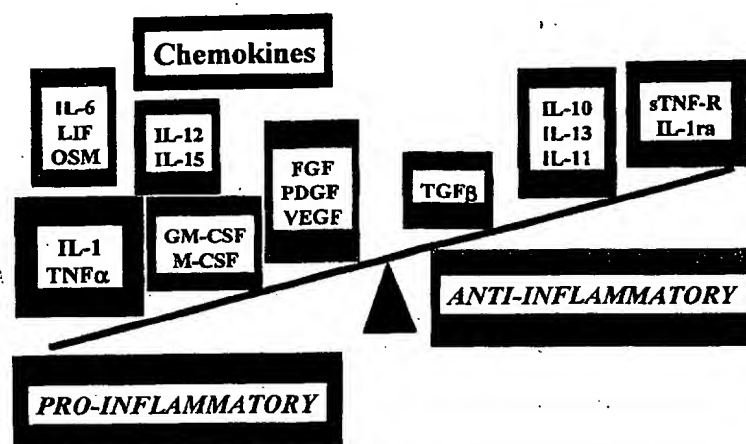 Chemokines
IL-6
LIF
OSM
IL-12
IL-15
FGF
PDGF
VEGF
IL-1
TNFα
GM-CSF
M-CSF
TGFβ
IL-10
IL-13
IL-11
sTNF-R
IL-1ra
ANTI-INFLAMMATORY
PRO-INFLAMMATORY